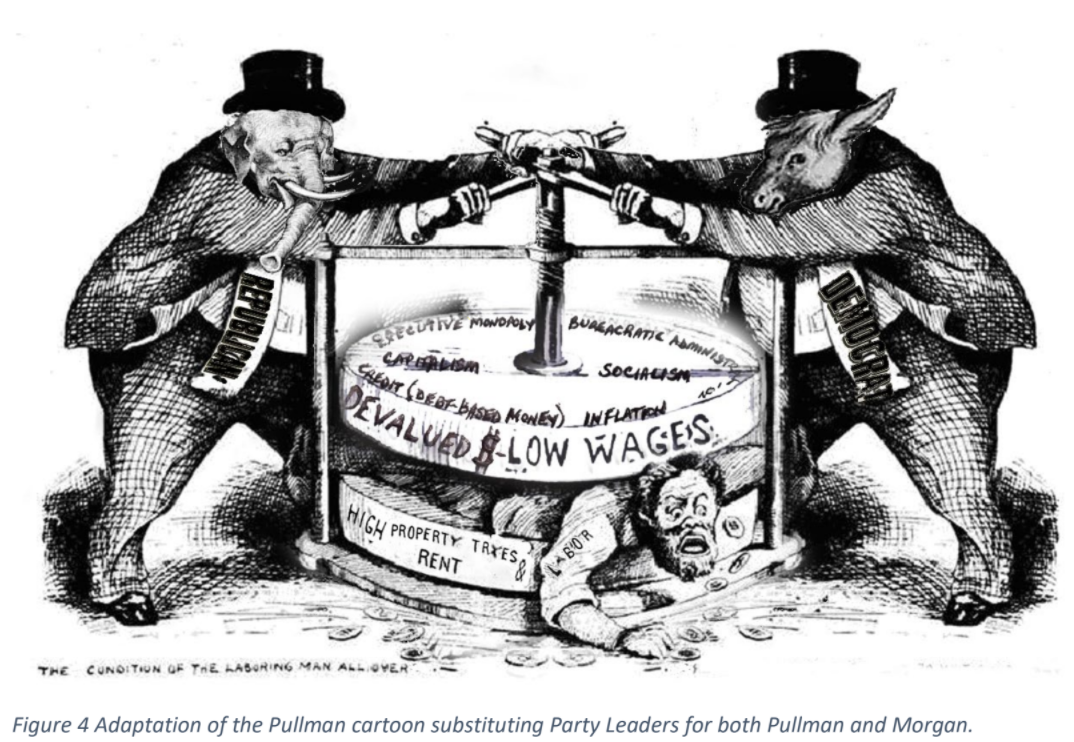 REPUBLICAN
DEMOCRAT
EXECUTIVE MONOPOLY BUREACRATIC
CAPITALISM SOCIALISM
CREDIT (DEBT-BASED MONEY) INFLATION
DEVALUED $-LOW WAGES
HIGH PROPERTY TAXES &
RENT
LABOR
THE CONDITION OF THE LABORING MAN ALL OVER
Figure 4 Adaptation of the Pullman cartoon substituting Party Leaders for both Pullman and Morgan.